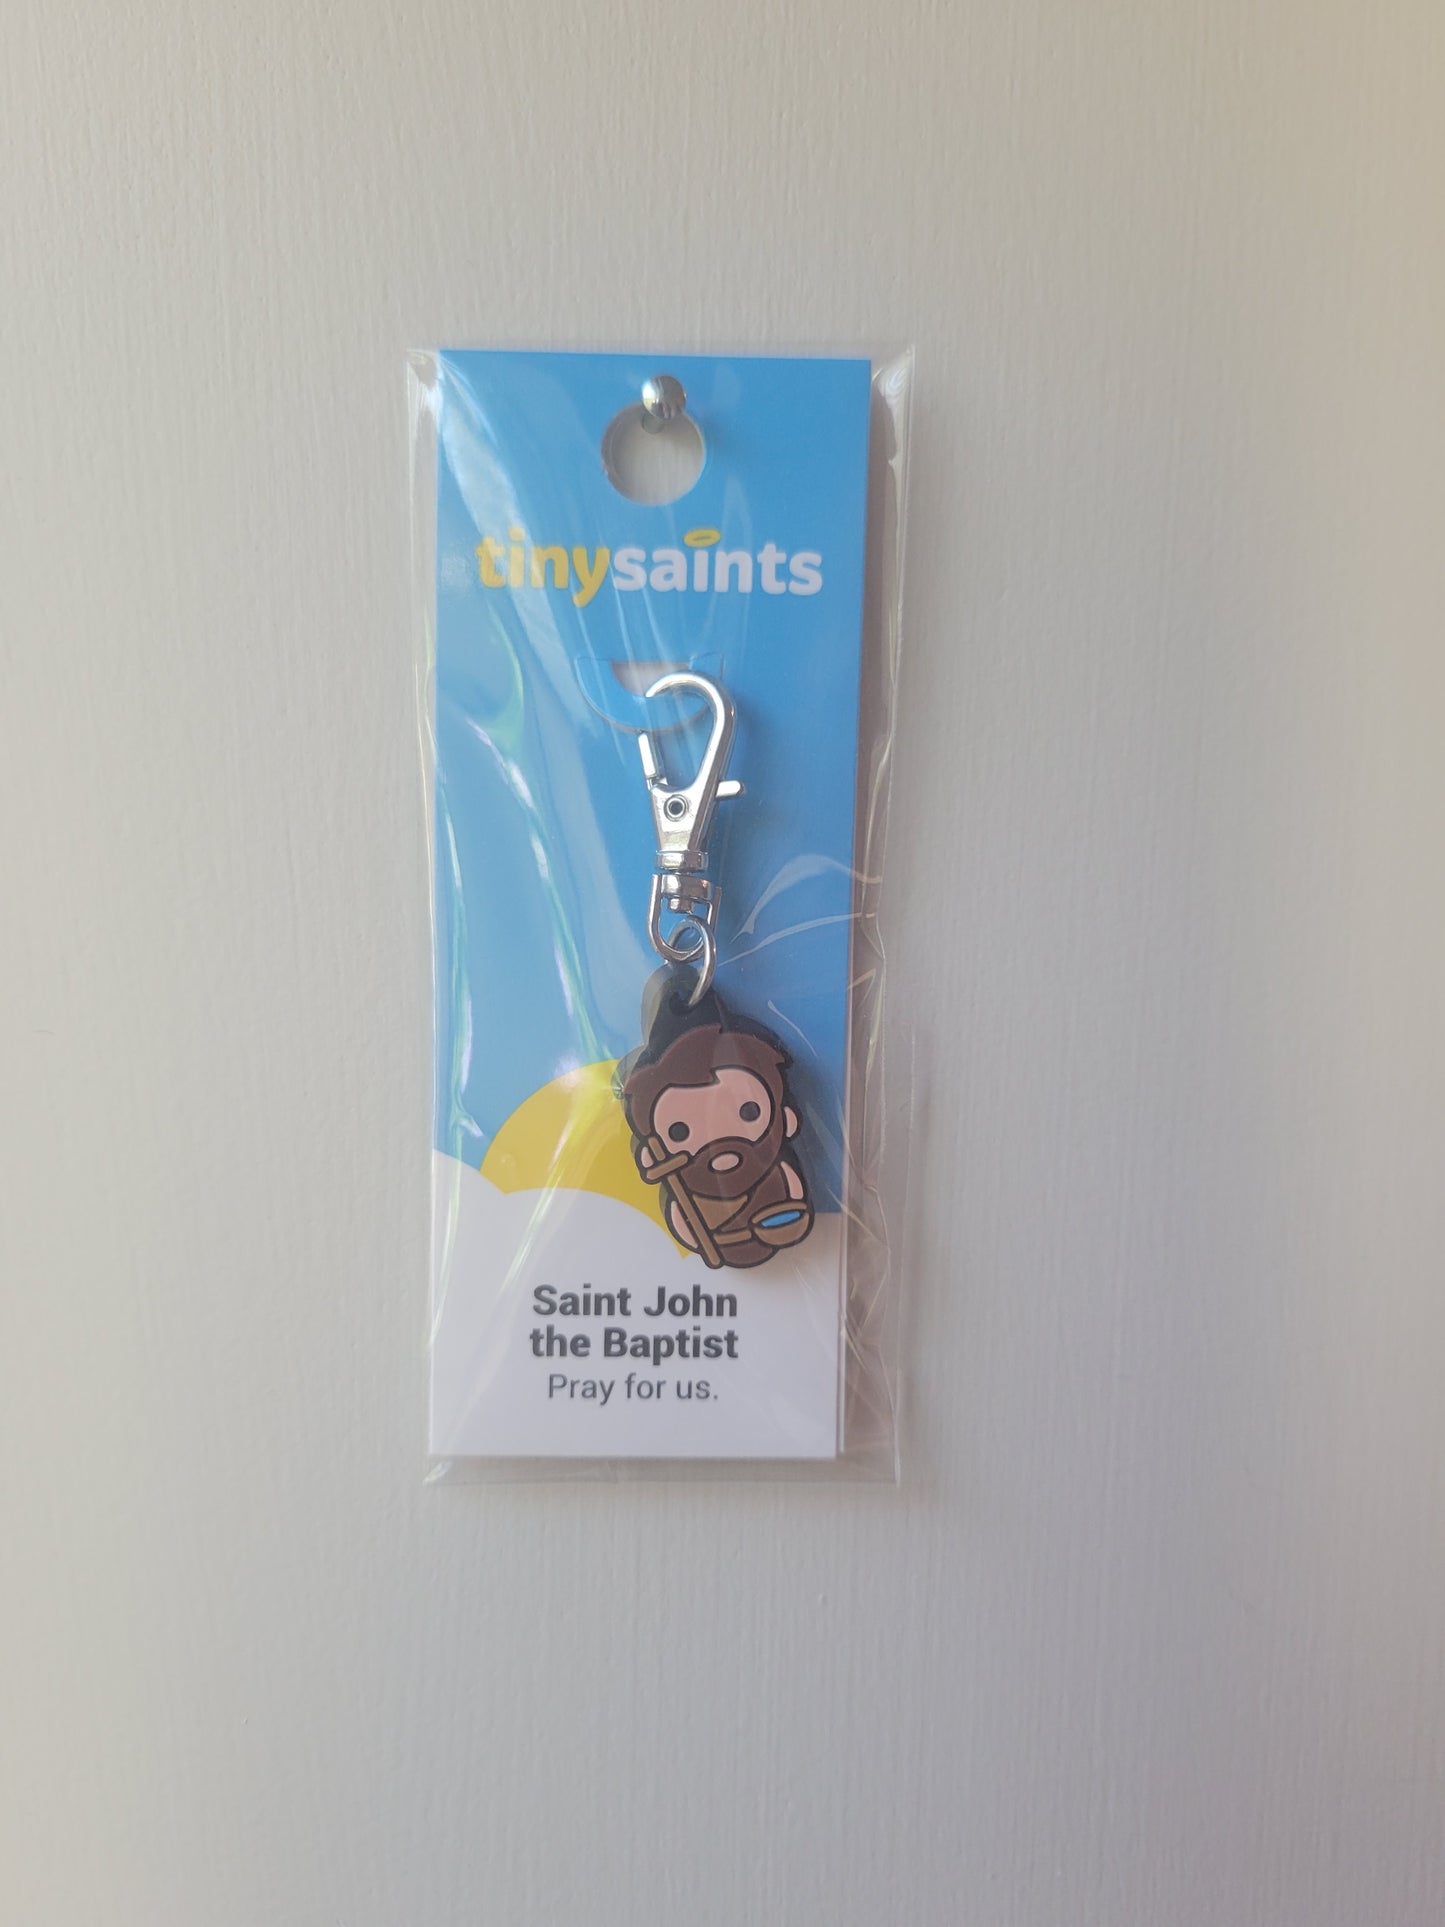 tinysaints
Saint John
the Baptist
Pray for us.